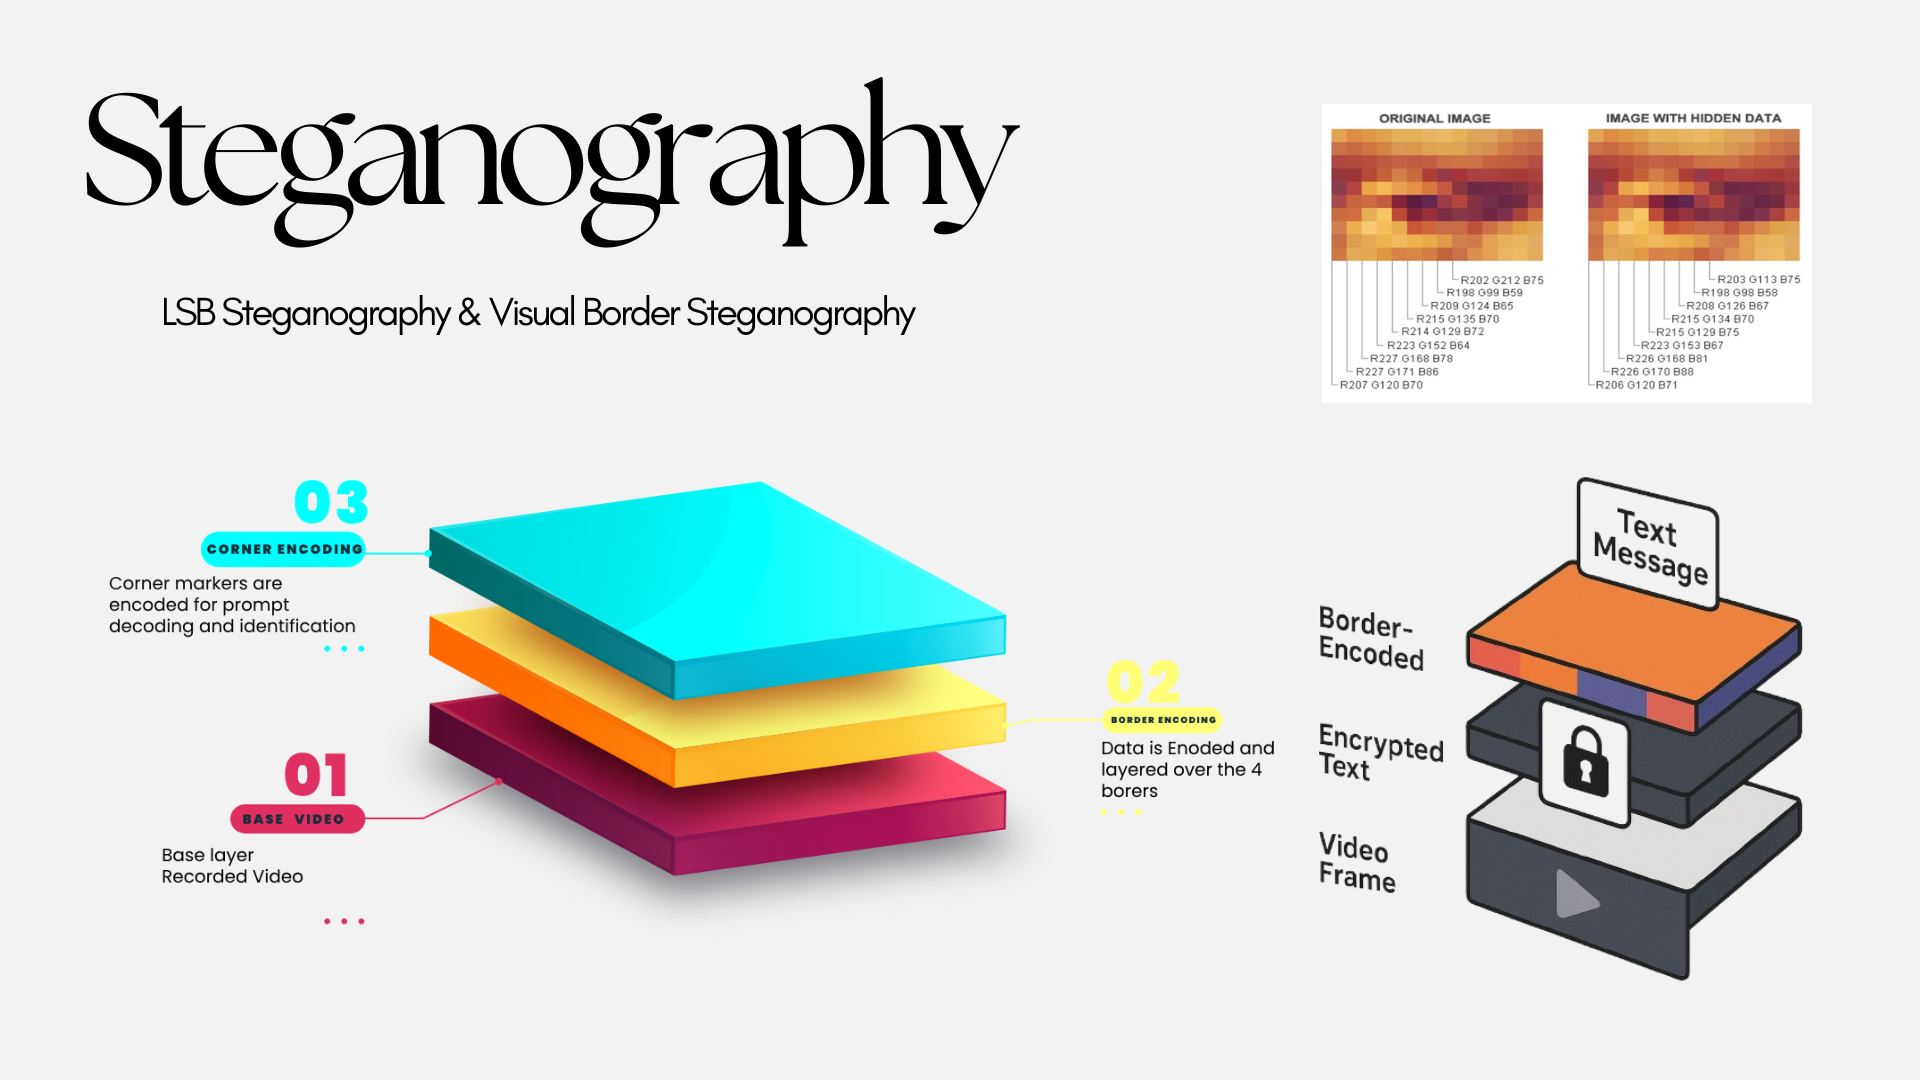 Steganography
LSB Steganography & Visual Border Steganography
ORIGINAL IMAGE
R202 G212 B75
R198 G99 B59
R209 G124 B65
R215 G135 B70
R214 G129 B72
R223 G152 B64
R227 G168 B78
R227 G171 B86
R207 G120 B70
IMAGE WITH HIDDEN DATA
R203 G113 B75
R198 G98 B58
R208 G126 B67
R215 G134 B70
R215 G129 B75
R223 G153 B67
R226 G168 B81
R226 G170 B88
R206 G120 B71
03
CORNER ENCODING
Corner markers are
encoded for prompt
decoding and identification
02
BORDER ENCODING
Data is Enoded and
layered over the 4
borers
01
BASE VIDEO
Base layer
Recorded Video
Text
Message
Border-
Encoded
Encrypted
Text
Video
Frame